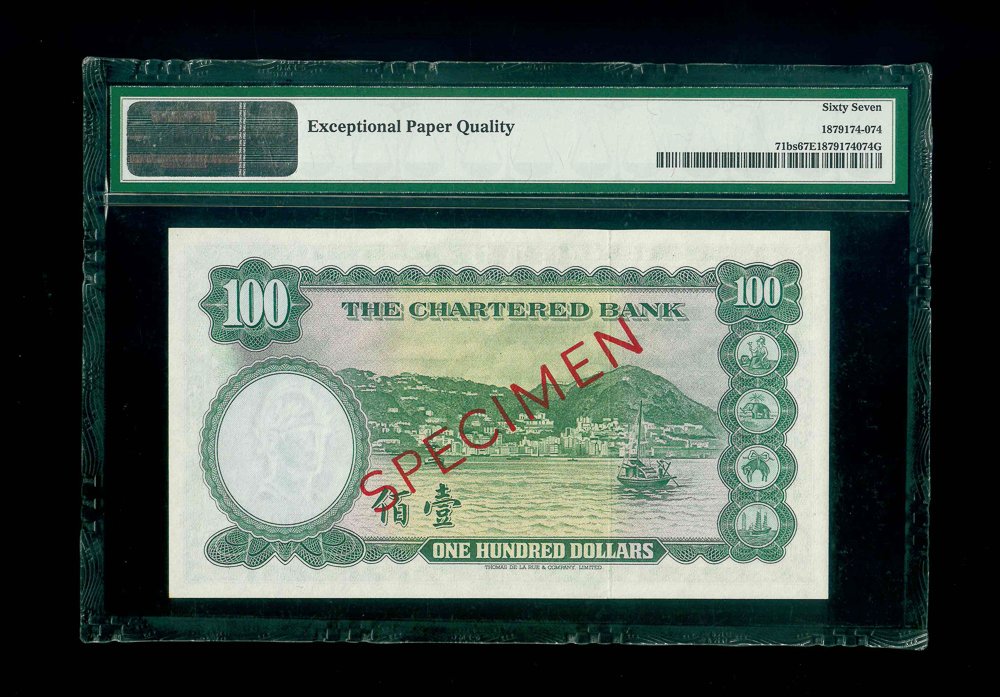 Sixty Seven
Exceptional Paper Quality
1879174-074
71bs67E1879174074G
100
THE CHARTERED BANK
100
SPECIMEN
佰壹
ONE HUNDRED DOLLARS
THOMAS DE LA RUE & COMPANY, LIMITED.